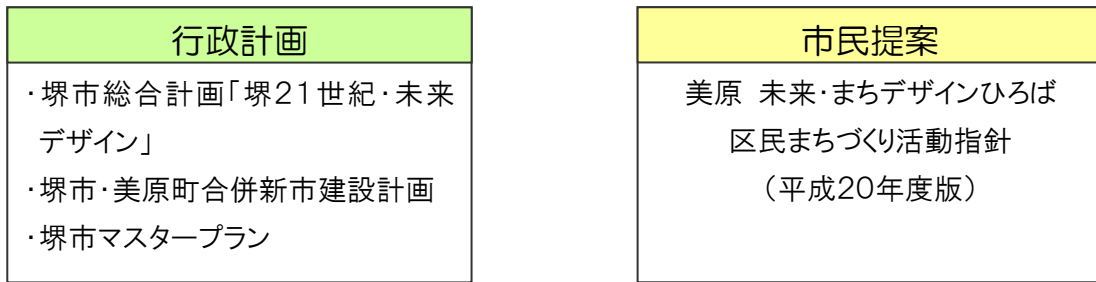 行政計画
・堺市総合計画「堺21世紀・未来
デザイン」
・堺市・美原町合併新市建設計画
・堺市マスタープラン
市民提案
美原 未来・まちデザインひろば
区民まちづくり活動指針
（平成20年度版）